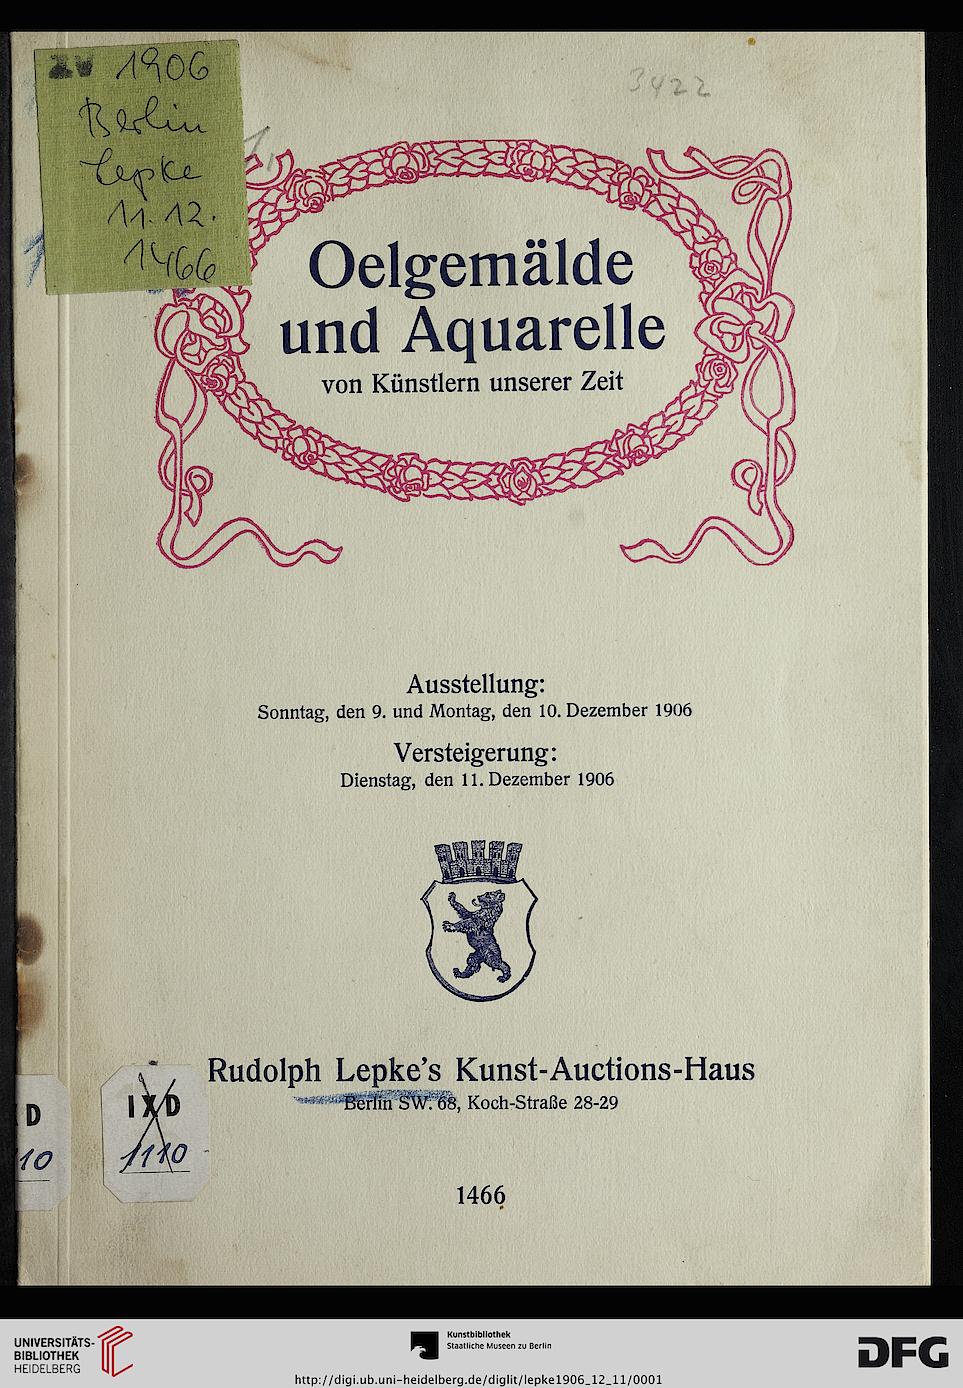 1906
Berlin
Lepke
11.12.
1466
3422
Oelgemälde
und Aquarelle
von Künstlern unserer Zeit
Ausstellung:
Sonntag, den 9. und Montag, den 10. Dezember 1906
Versteigerung:
Dienstag, den 11. Dezember 1906
Rudolph Lepke's Kunst-Auctions-Haus
Berlin SW. 68, Koch-Straße 28-29
D
10
IXD
1110
1466
UNIVERSITÄTS-
BIBLIOTHEK
HEIDELBERG
Kunstbibliothek
Staatliche Museen zu Berlin
DFG
http://digi.ub.uni-heidelberg.de/diglit/lepke1906_12_11/0001